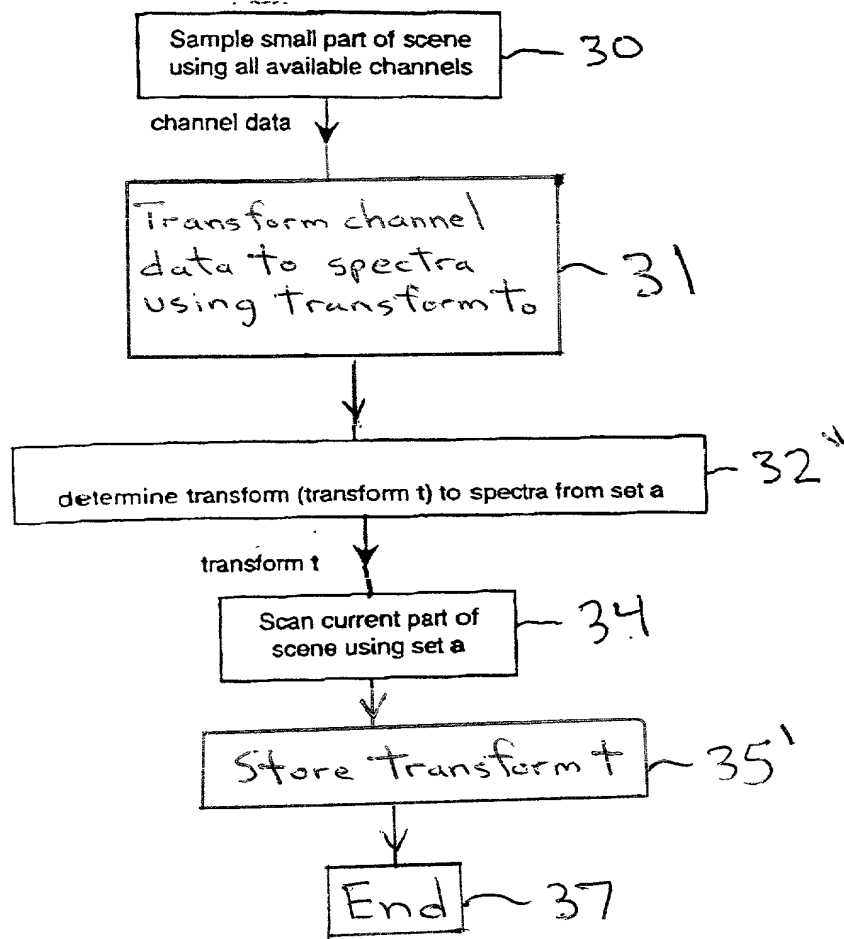 Sample small part of scene
using all available channels
30
channel data
Transform channel
data to spectra
using transform t₀
31
determine transform (transform t) to spectra from set a
32"
transform t
Scan current part of
scene using set a
34
Store transform t
35'
End
37